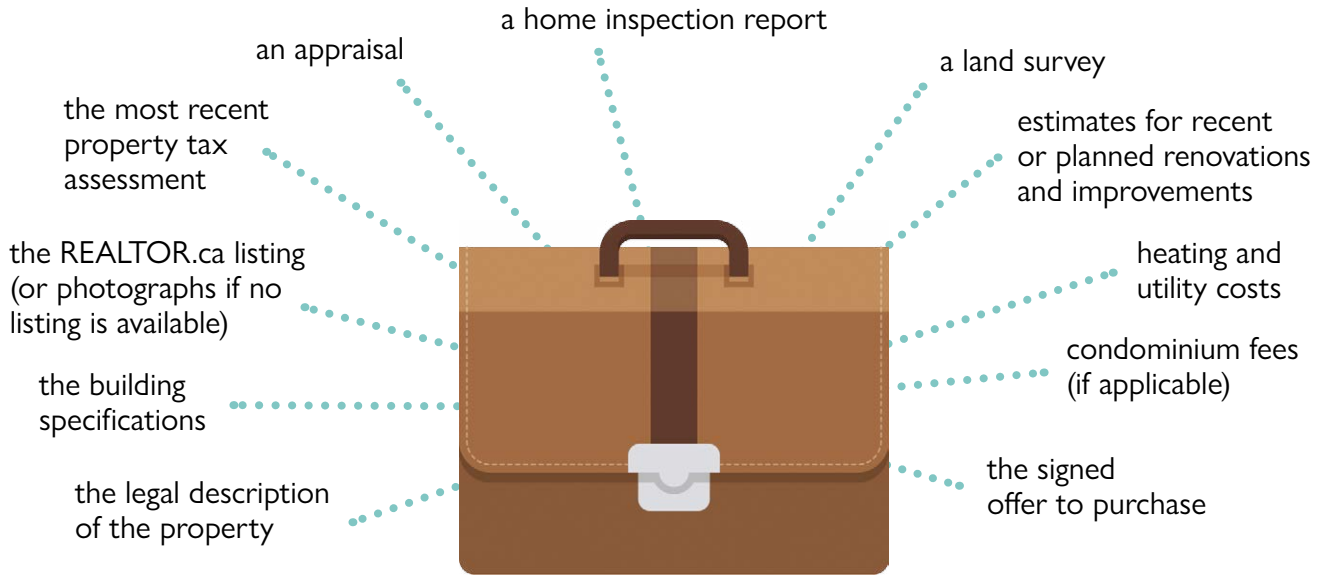 a home inspection report
an appraisal
a land survey
the most recent
property tax
assessment
estimates for recent
or planned renovations
and improvements
the REALTOR.ca listing
(or photographs if no
listing is available)
heating and
utility costs
condominium fees
(if applicable)
the building
specifications
the signed
offer to purchase
the legal description
of the property